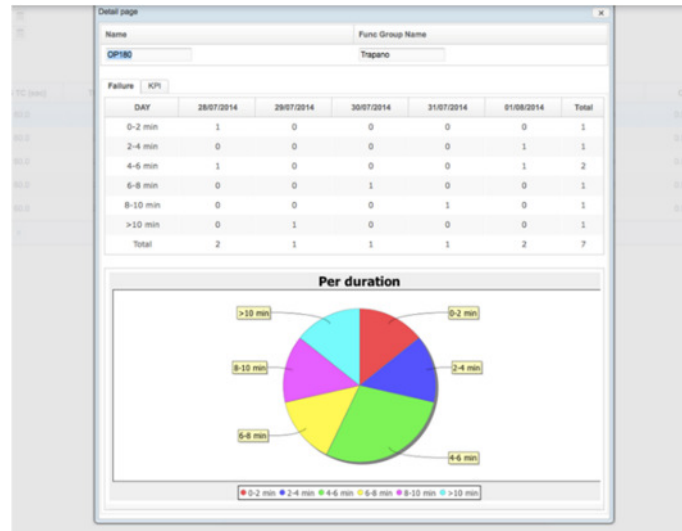 Detail page
Name Func Group Name
OP180 Trapano
Failure KPI
DAY 28/07/2014 29/07/2014 30/07/2014 31/07/2014 01/08/2014 Total
0-2 min 1 0 0 0 0 1
2-4 min 0 0 0 0 1 1
4-6 min 1 0 0 0 1 2
6-8 min 0 0 1 0 0 1
8-10 min 0 0 0 1 0 1
>10 min 0 1 0 0 0 1
Total 2 1 1 1 2 7
Per duration
>10 min 0-2 min
8-10 min 2-4 min
6-8 min
4-6 min
0-2 min 2-4 min 4-6 min 6-8 min 8-10 min >10 min